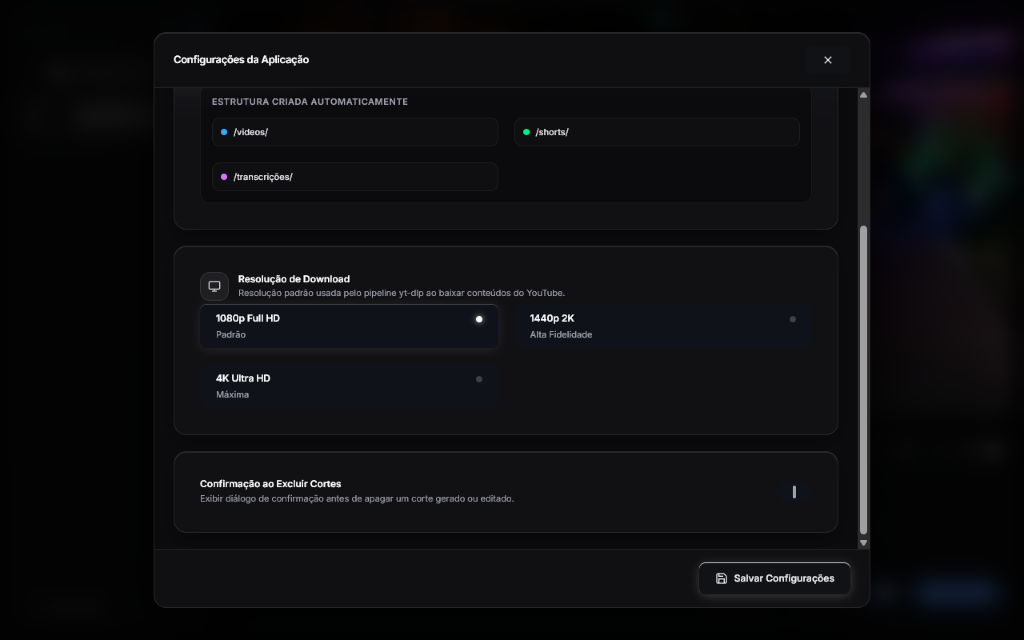 Configurações da Aplicação
ESTRUTURA CRIADA AUTOMATICAMENTE
/videos/
/shorts/
/transcrições/
Resolução de Download
Resolução padrão usada pelo pipeline yt-dlp ao baixar conteúdos do YouTube.
1080p Full HD
Padrão
1440p 2K
Alta Fidelidade
4K Ultra HD
Máxima
Confirmação ao Excluir Cortes
Exibir diálogo de confirmação antes de apagar um corte gerado ou editado.
Salvar Configurações